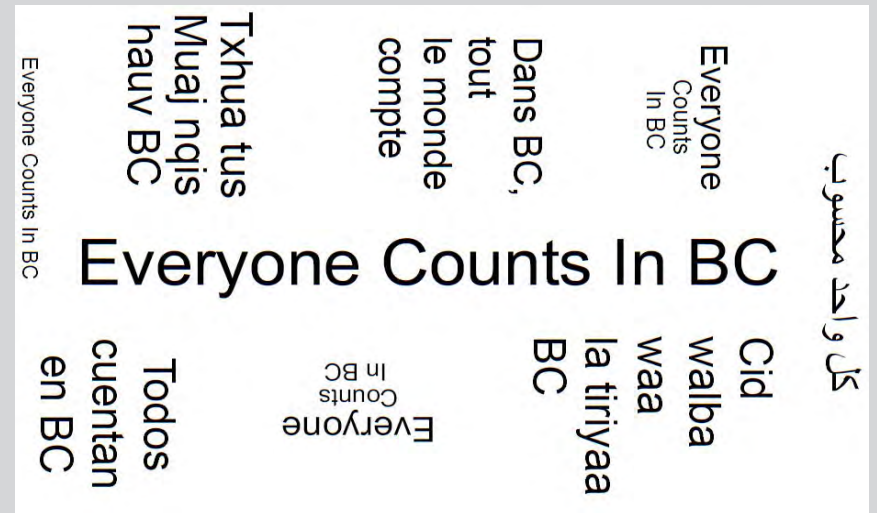 Everyone Counts In BC
Txhua tus
Muaj nqis
hauv BC
Dans BC,
tout
le monde
compte
Everyone
Counts
In BC
كل واحد محسوب
Everyone Counts In BC
Todos
cuentan
en BC
Everyone
Counts
In BC
Cid
walba
waa
la tiriyaa
BC